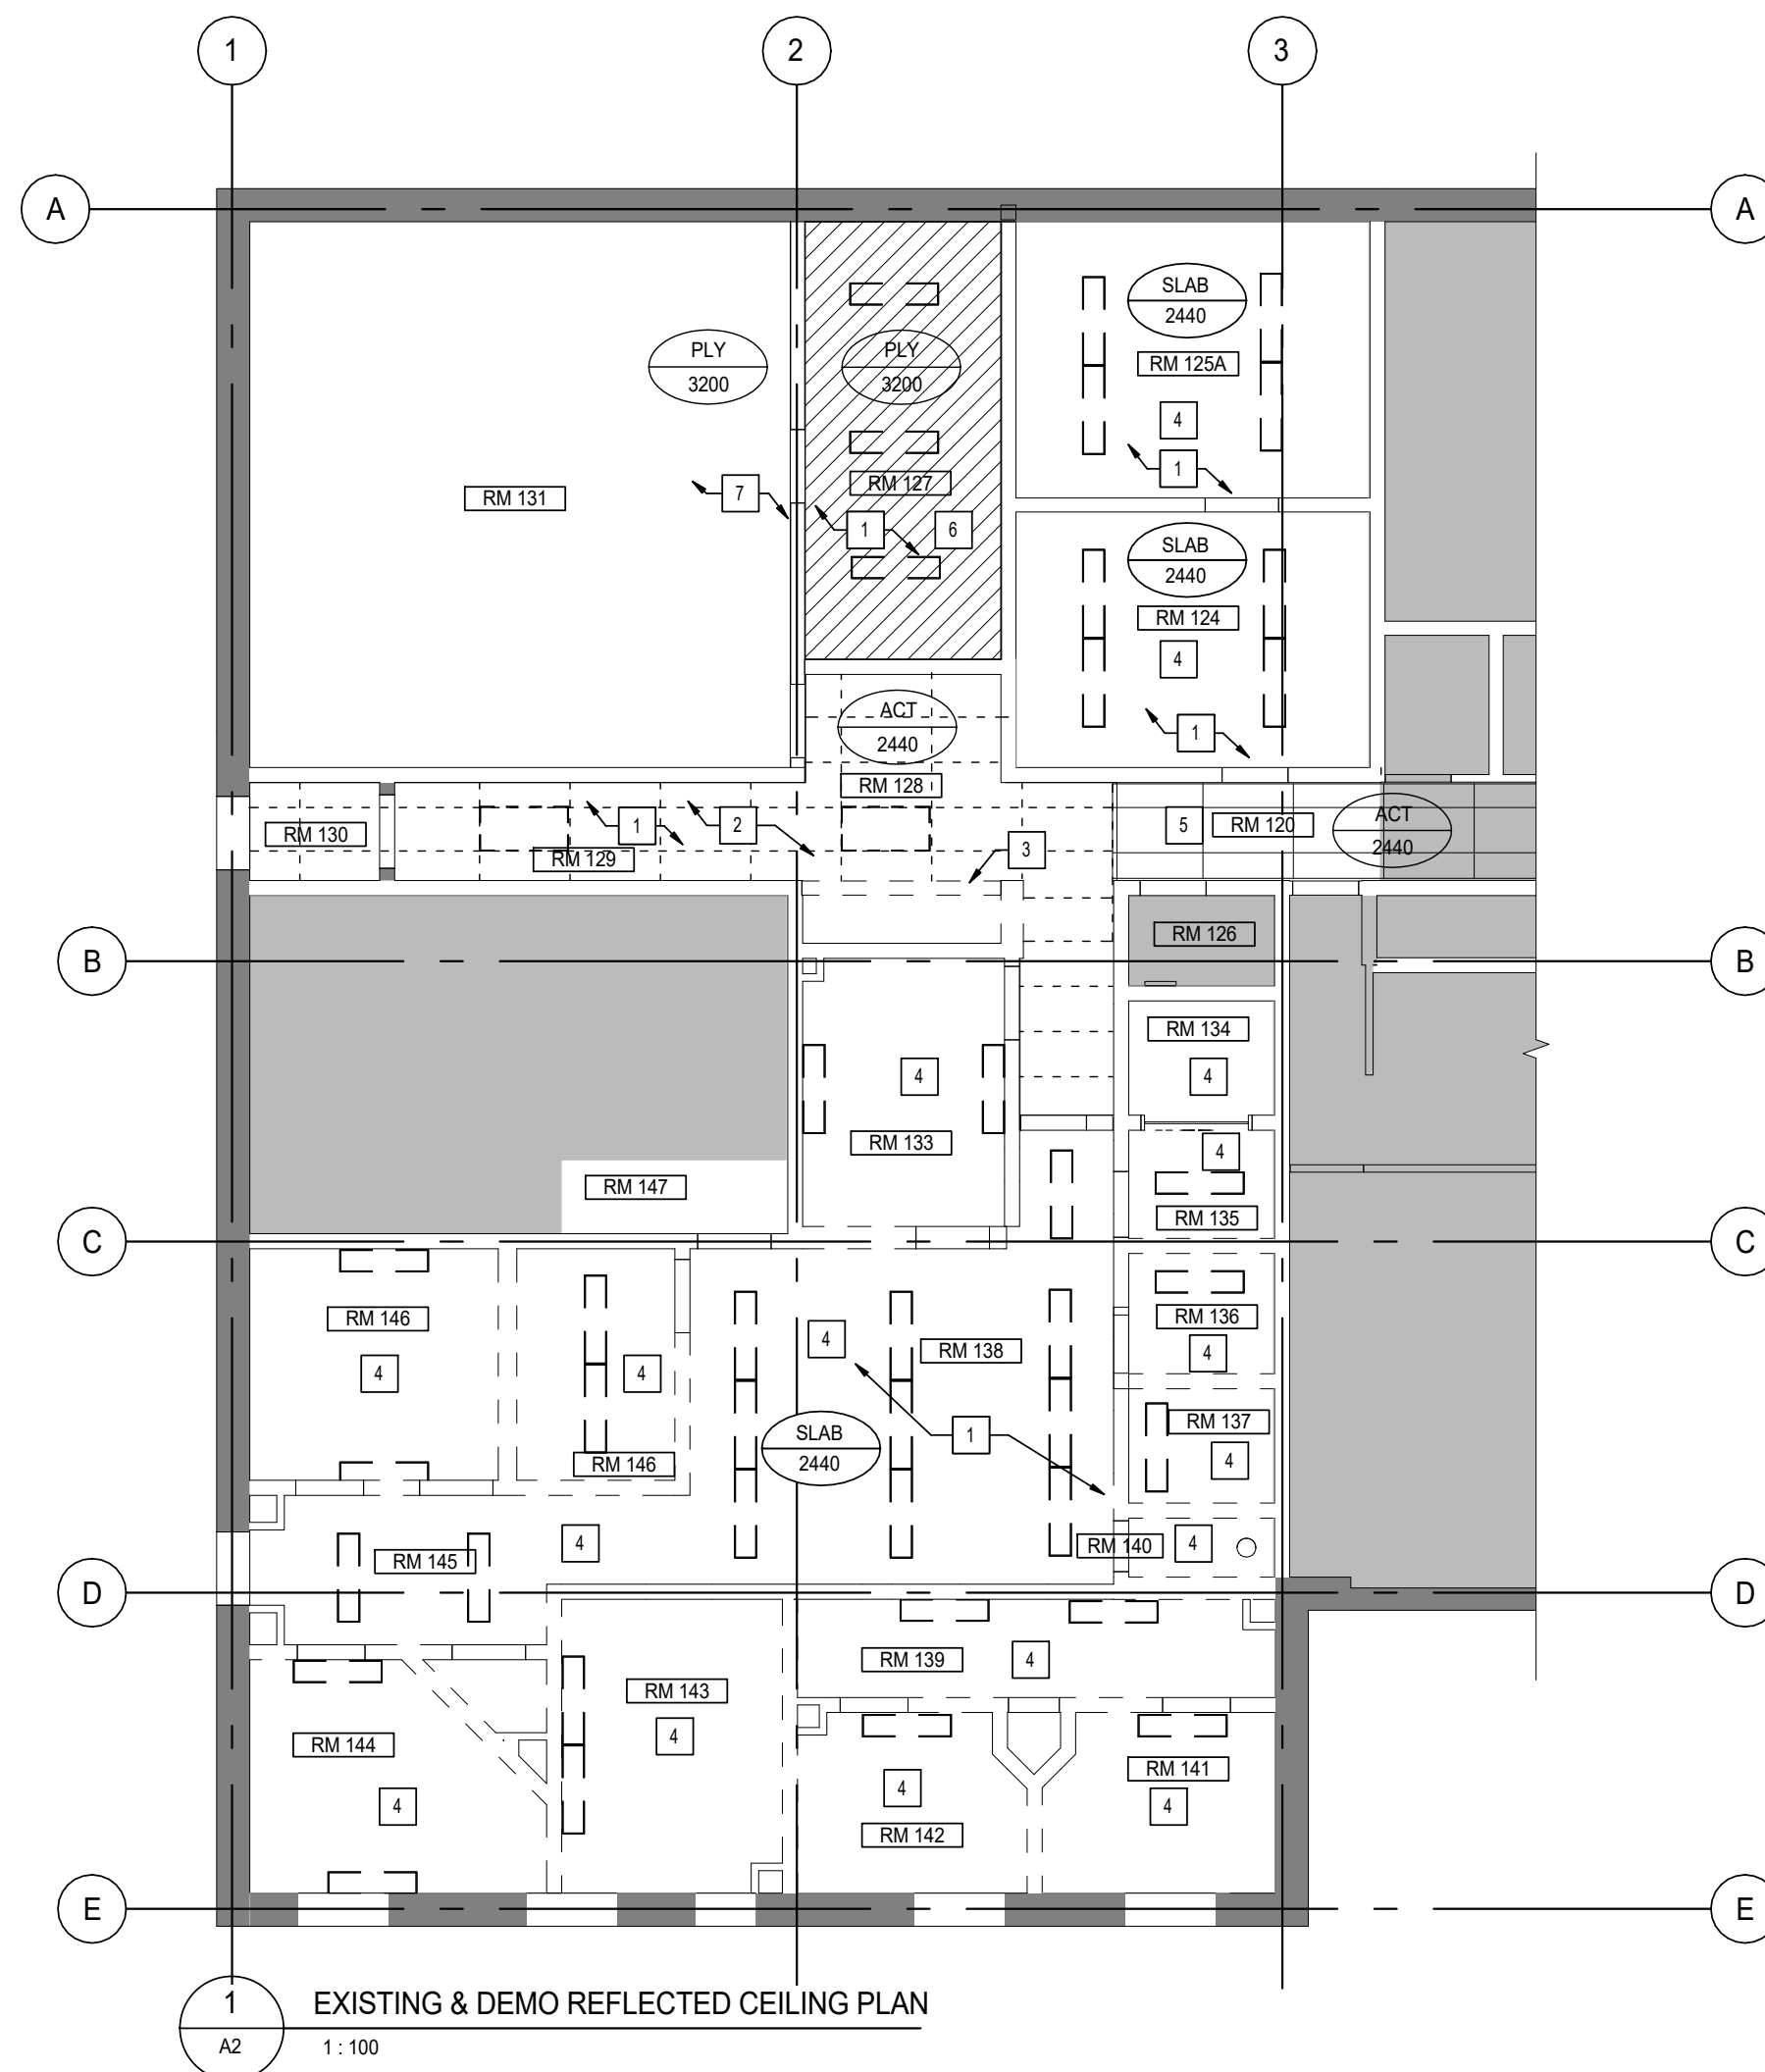 1
2
3
A
A
SLAB
2440
PLY
3200
PLY
3200
RM 125A
4
1
RM 127
7
RM 131
1
6
SLAB
2440
RM 124
4
ACT
2440
1
RM 128
1
2
5
RM 120
ACT
2440
RM 130
RM 129
3
RM 126
B
B
RM 134
4
4
RM 133
4
RM 147
RM 135
C
C
RM 146
RM 136
4
RM 138
4
4
4
RM 137
SLAB
2440
1
RM 146
4
4
RM 140
4
RM 145
D
D
RM 139
4
RM 143
4
RM 144
RM 141
4
4
4
RM 142
E
E
1
A2
EXISTING & DEMO REFLECTED CEILING PLAN
1 : 100